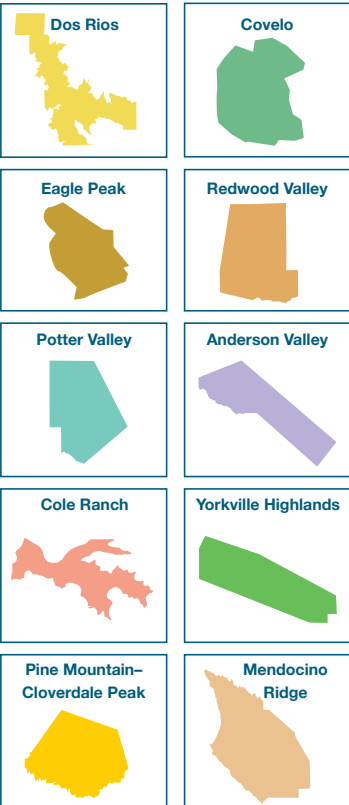 Dos Rios
Covelo
Eagle Peak
Redwood Valley
Potter Valley
Anderson Valley
Cole Ranch
Yorkville Highlands
Pine Mountain–
Cloverdale Peak
Mendocino
Ridge